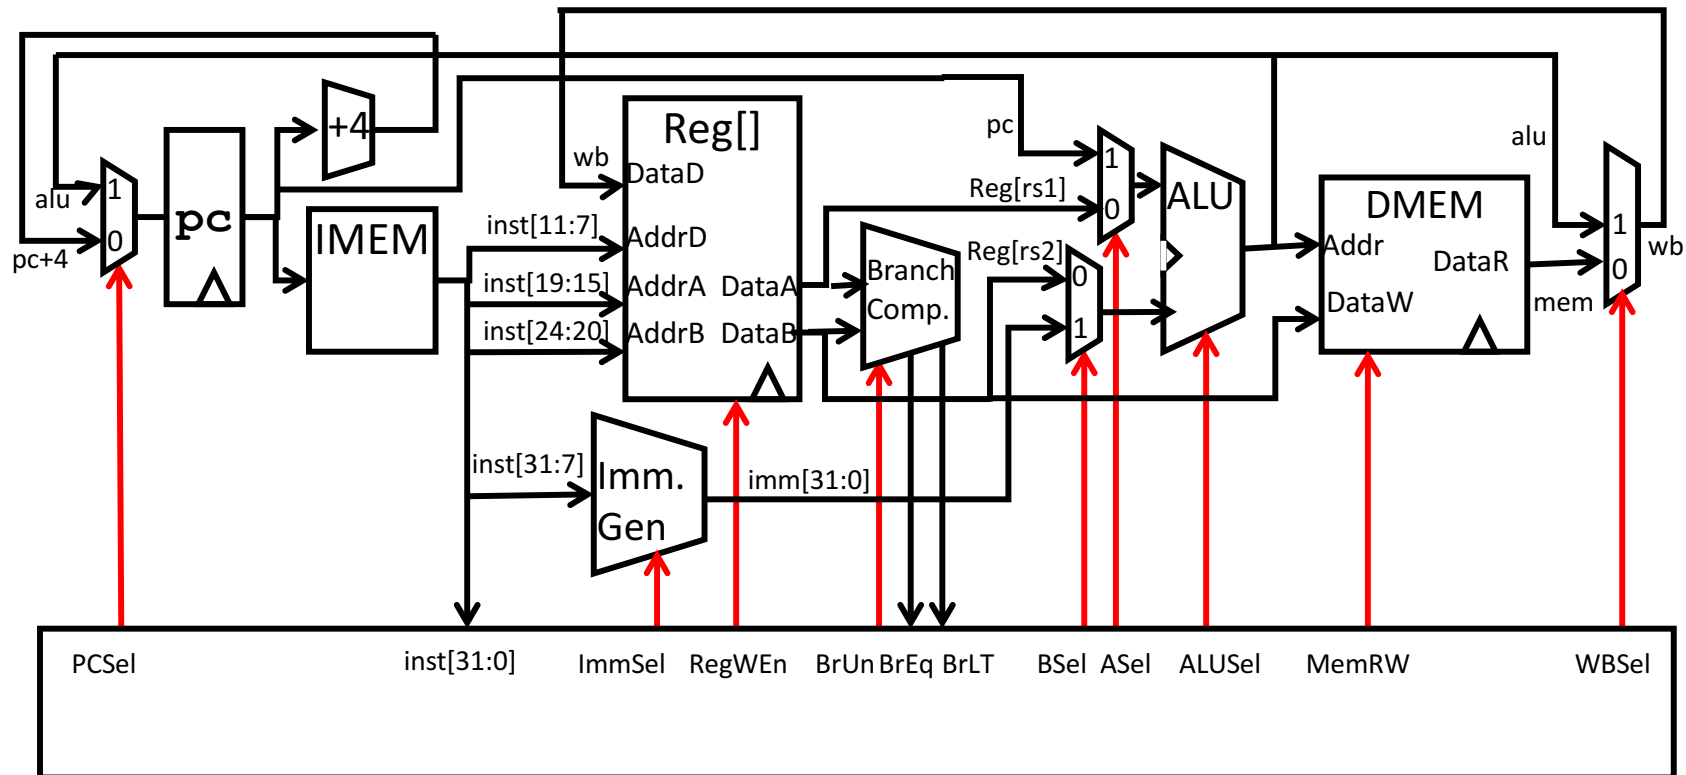 +4
Reg[]
wb
DataD
pc
alu
1
ALU
DMEM
alu
1
0
pc+4
pc
IMEM
inst[11:7]
AddrD
inst[19:15]
AddrA
DataA
inst[24:20]
AddrB
DataB
Branch
Comp.
Reg[rs1]
1
0
Reg[rs2]
0
1
Addr
DataR
DataW
mem
0
wb
inst[31:7]
Imm.
Gen
imm[31:0]
PCSel
inst[31:0]
ImmSel
RegWEn
BrUn
BrEq
BrLT
BSel
ASel
ALUSel
MemRW
WBSel